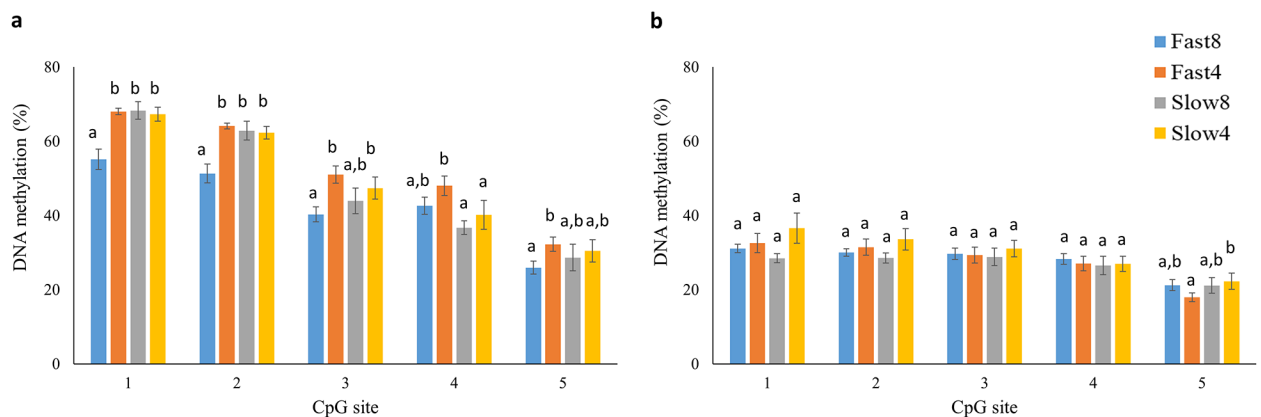 a
DNA methylation (%)
80
60
40
20
0
a b b b
a b b b
a b a,b b
a,b b a a
a b a,b a,b
1 2 3 4 5
CpG site
b
DNA methylation (%)
80
60
40
20
0
a a a a
a a a a
a a a a
a a a a
a,b a a,b b
1 2 3 4 5
CpG site
Fast8
Fast4
Slow8
Slow4